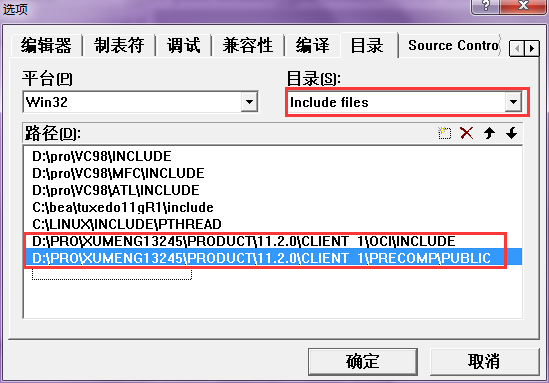 选项
编辑器 制表符 调试 兼容性 编译 目录 Source Contro
平台(P) 目录(S):
Win32 Include files
路径(D):
D:\pro\VC98\INCLUDE
D:\pro\VC98\MFC\INCLUDE
D:\pro\VC98\ATL\INCLUDE
C:\bea\tuxedo11gR1\include
C:\LINUX\INCLUDE\PTHREAD
D:\PRO\XUMENG13245\PRODUCT\11.2.0\CLIENT_1\OCI\INCLUDE
D:\PRO\XUMENG13245\PRODUCT\11.2.0\CLIENT_1\PRECOMP\PUBLIC
确定 取消